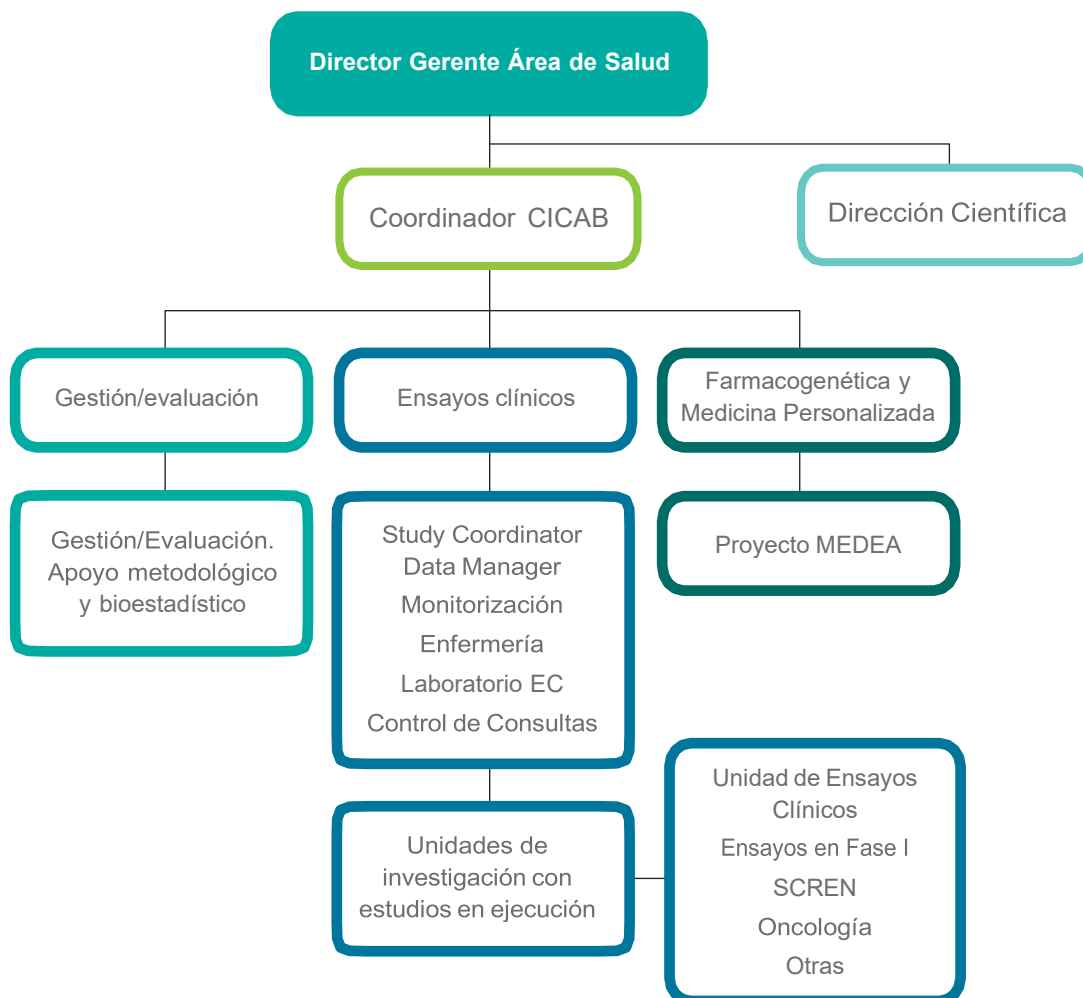 Director Gerente Área de Salud
Coordinador CICAB
Dirección Científica
Gestión/evaluación
Ensayos clínicos
Farmacogenética y
Medicina Personalizada
Gestión/Evaluación.
Apoyo metodológico
y bioestadístico
Study Coordinator
Data Manager
Monitorización
Enfermería
Laboratorio EC
Control de Consultas
Proyecto MEDEA
Unidades de
investigación con
estudios en ejecución
Unidad de Ensayos
Clínicos
Ensayos en Fase I
SCREN
Oncología
Otras